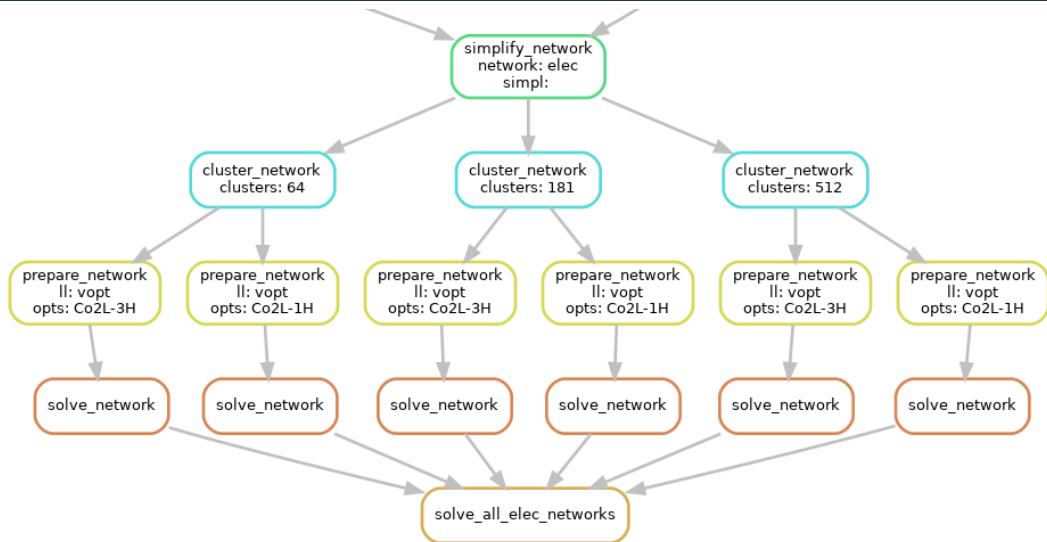 simplify_network
network: elec
simpl:
cluster_network
clusters: 64
cluster_network
clusters: 181
cluster_network
clusters: 512
prepare_network
ll: vopt
opts: Co2L-3H
prepare_network
ll: vopt
opts: Co2L-1H
prepare_network
ll: vopt
opts: Co2L-3H
prepare_network
ll: vopt
opts: Co2L-1H
prepare_network
ll: vopt
opts: Co2L-3H
prepare_network
ll: vopt
opts: Co2L-1H
solve_network
solve_network
solve_network
solve_network
solve_network
solve_network
solve_all_elec_networks